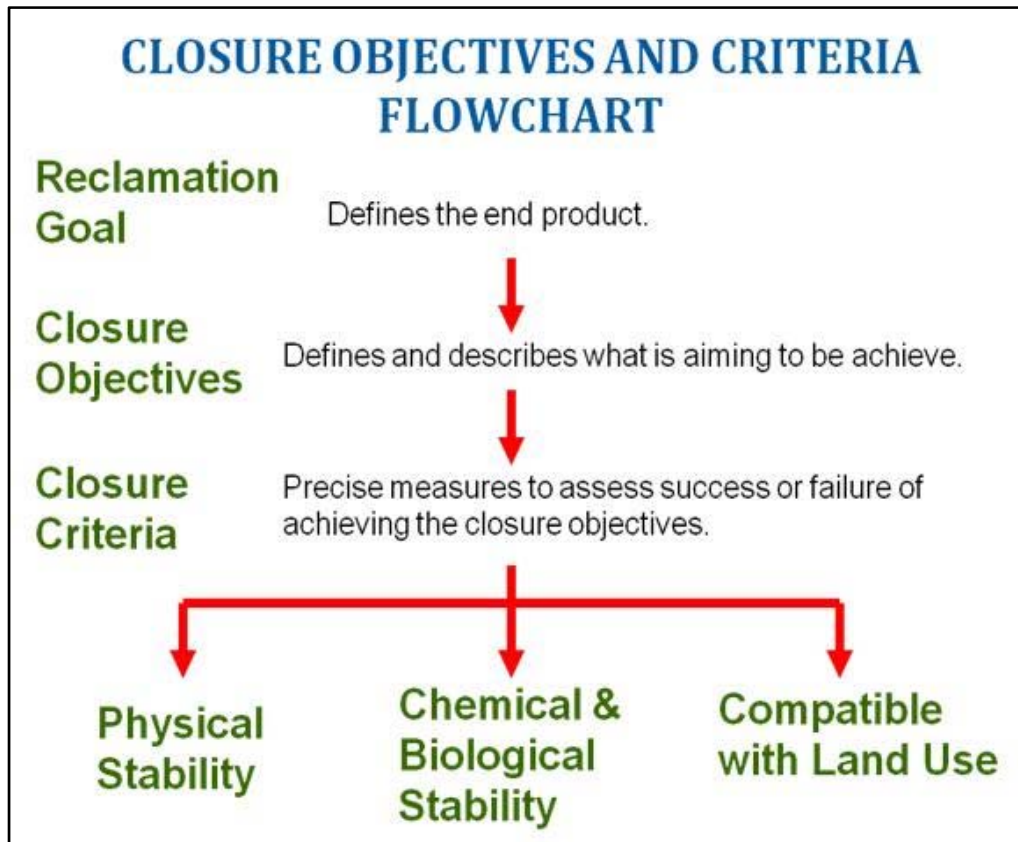 CLOSURE OBJECTIVES AND CRITERIA
FLOWCHART
Reclamation
Goal
Defines the end product.
Closure
Objectives
Defines and describes what is aiming to be achieve.
Closure
Criteria
Precise measures to assess success or failure of
achieving the closure objectives.
Physical
Stability
Chemical &
Biological
Stability
Compatible
with Land Use